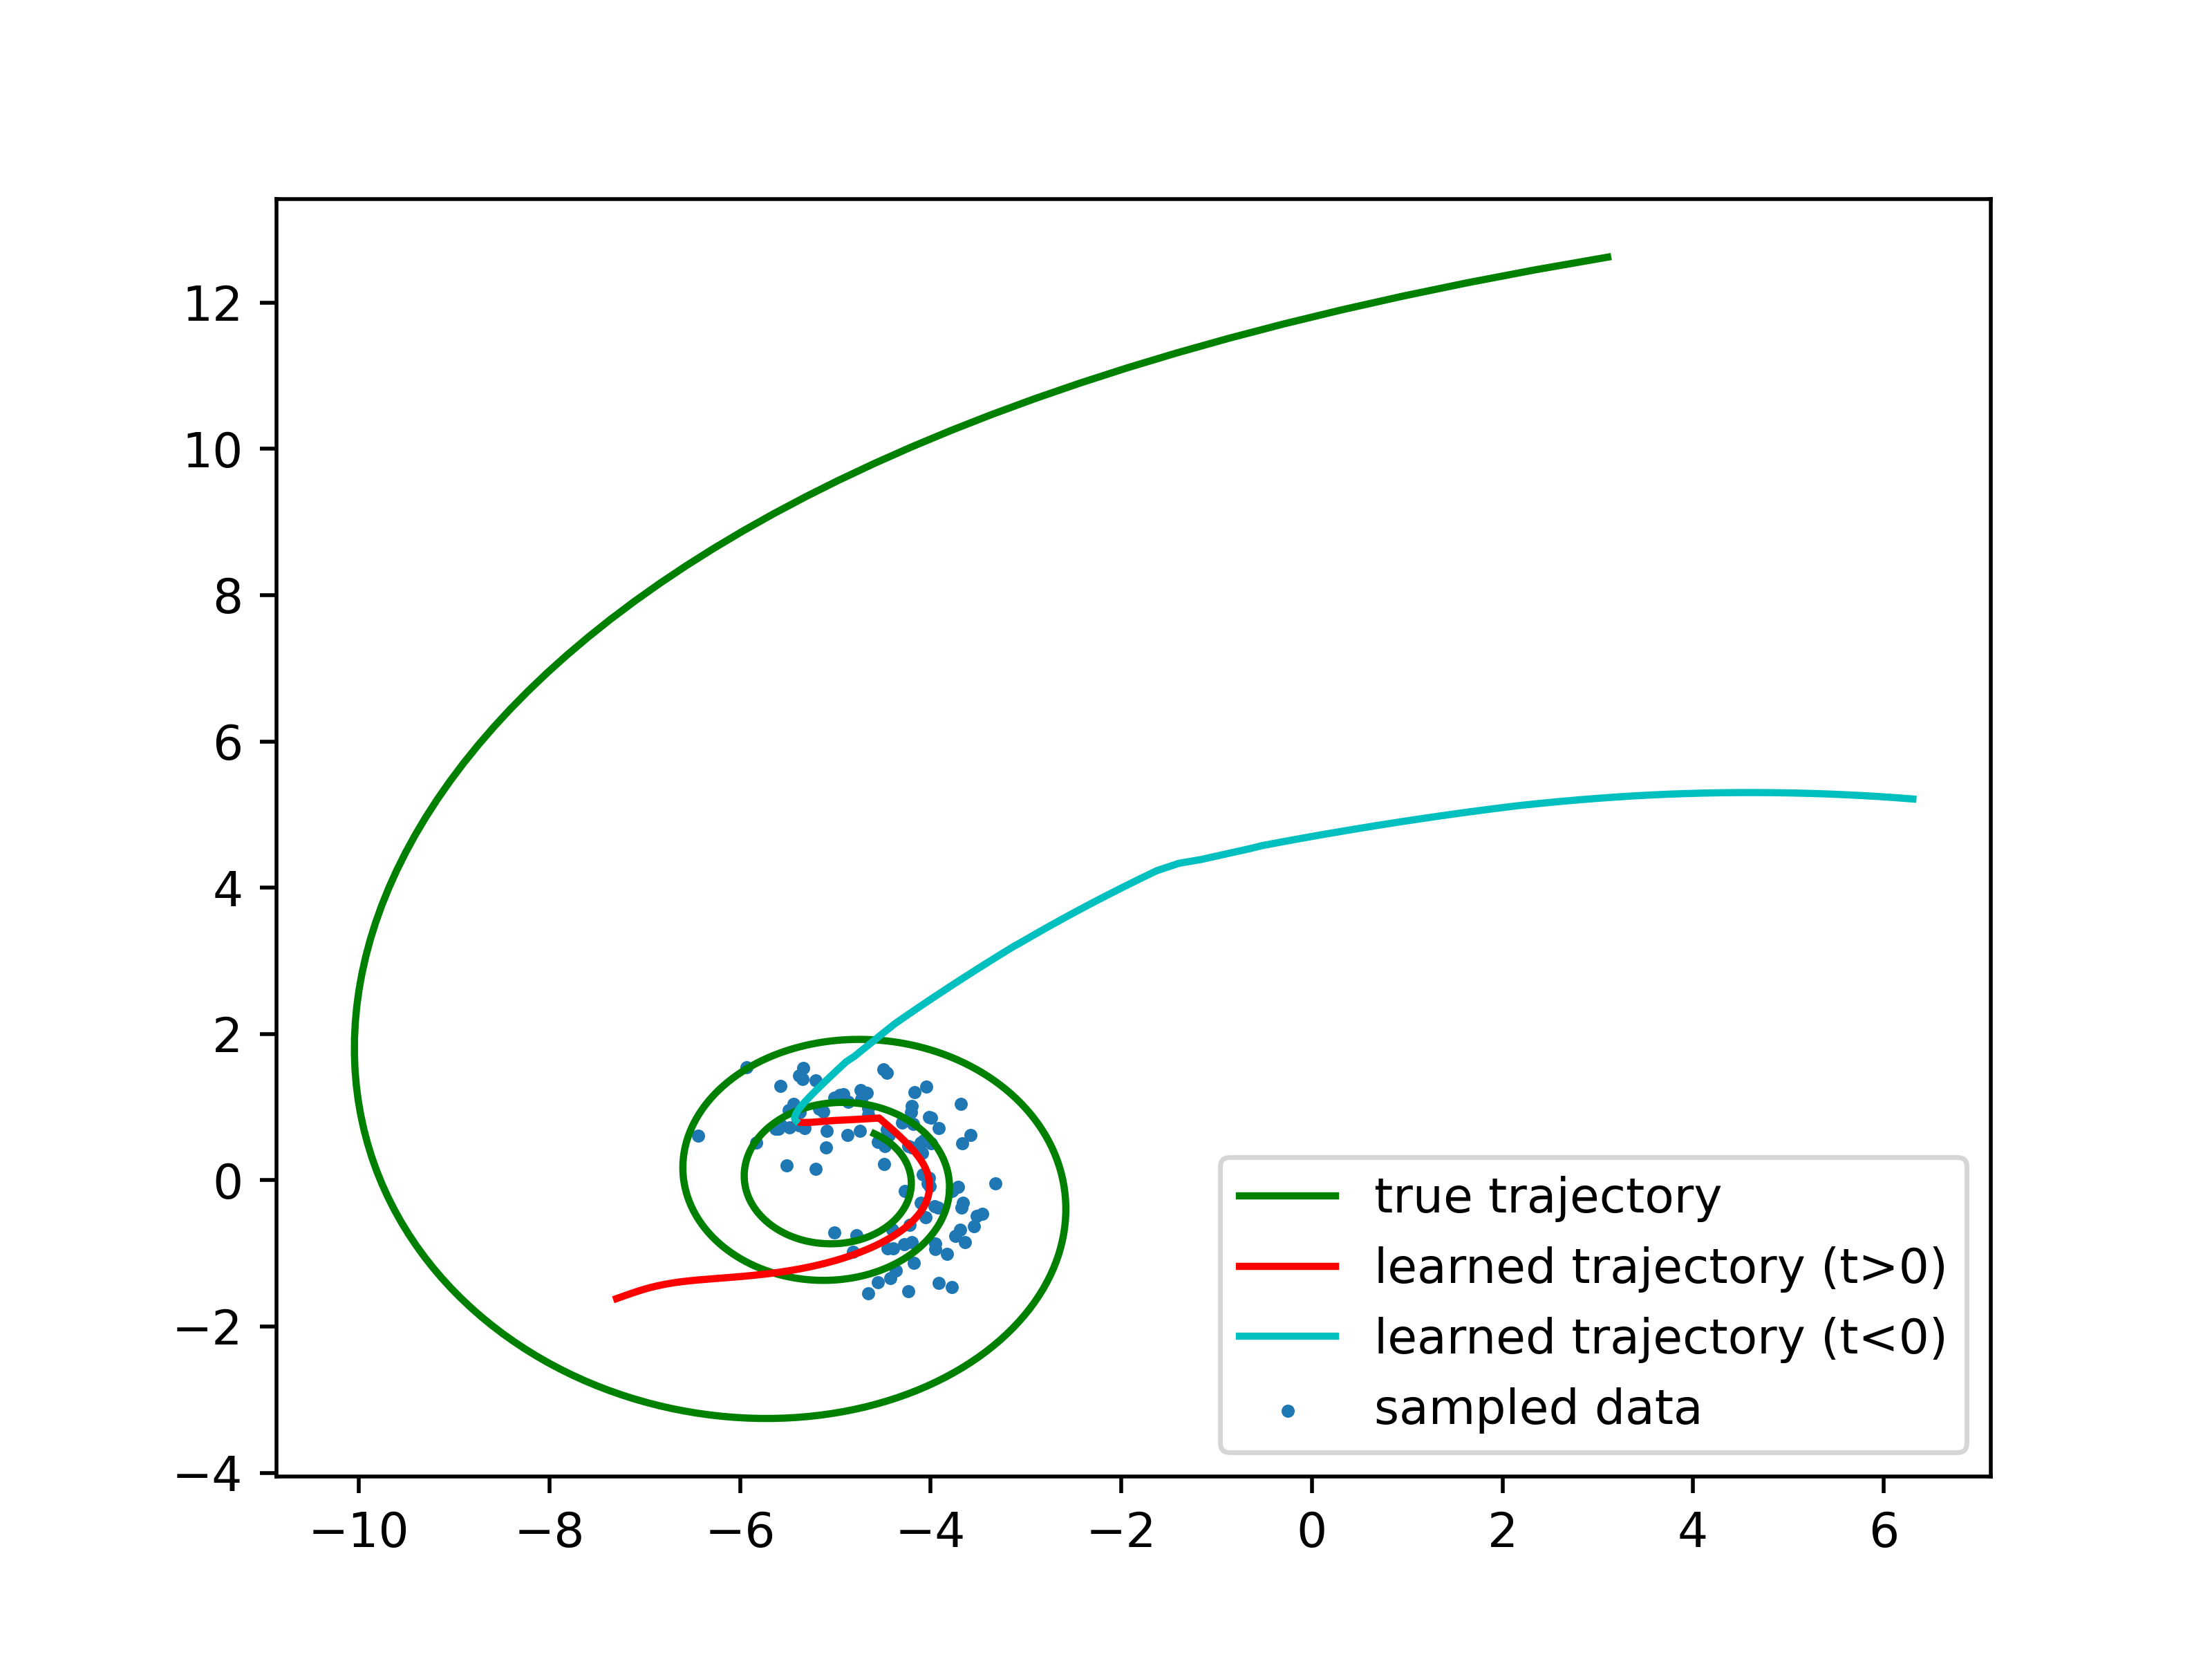 12
10
8
6
4
2
0
−2
−4
−10 −8 −6 −4 −2 0 2 4 6
true trajectory
learned trajectory (t>0)
learned trajectory (t<0)
sampled data